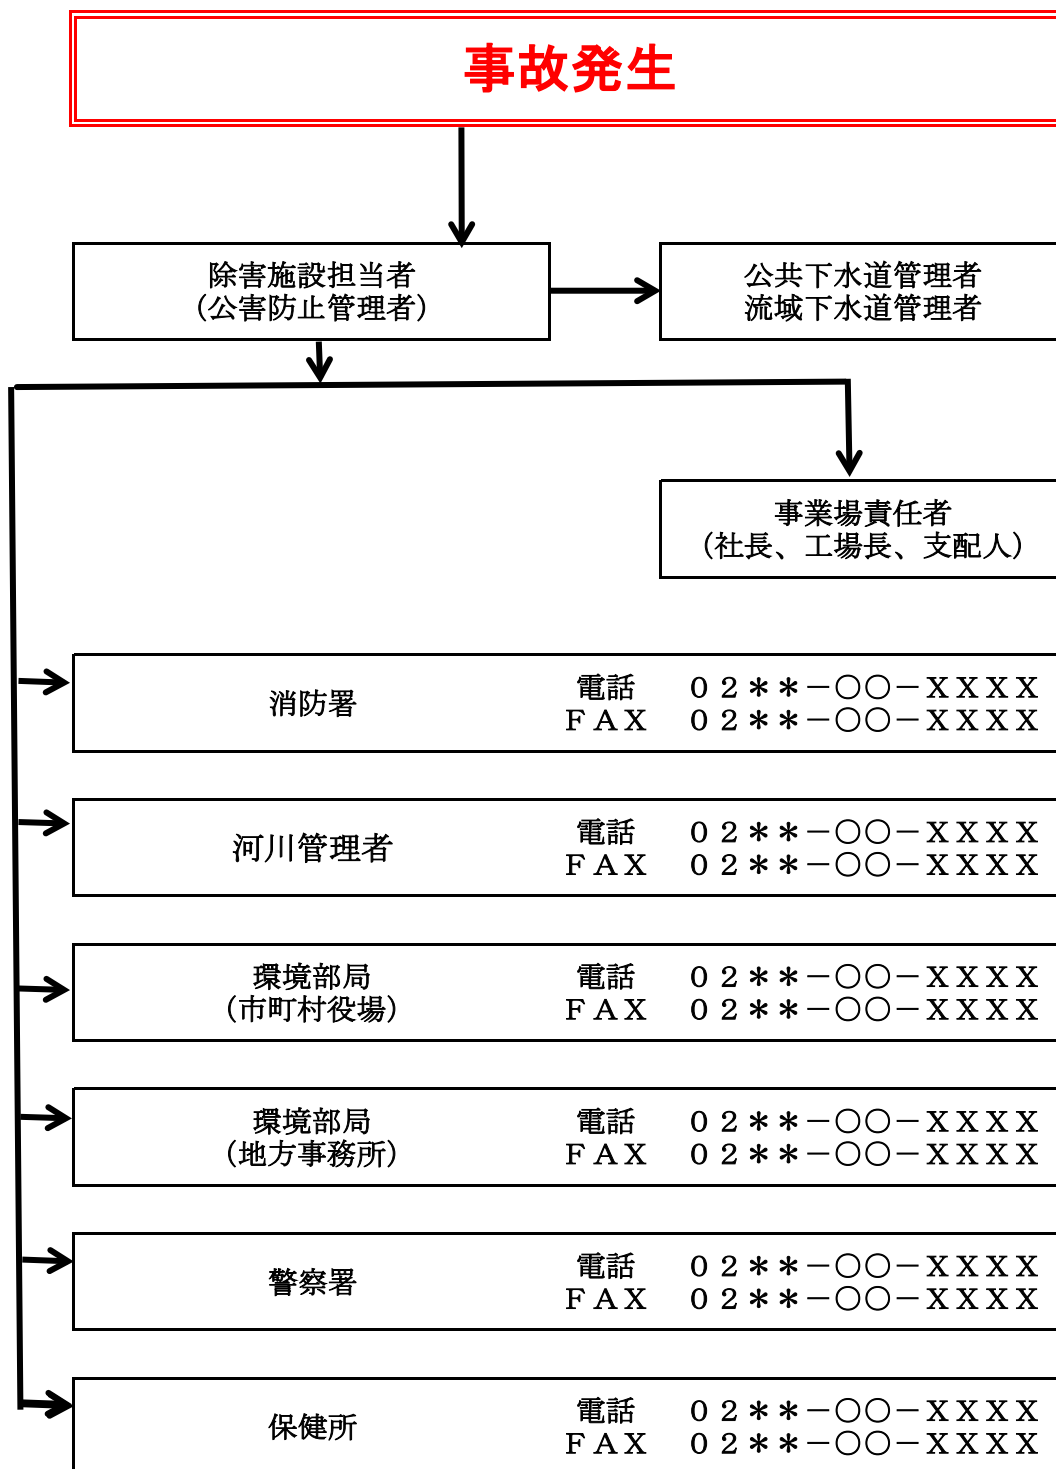 事故発生
除害施設担当者
（公害防止管理者）
公共下水道管理者
流域下水道管理者
事業場責任者
（社長、工場長、支配人）
消防署
電話　０２＊＊－〇〇－ＸＸＸＸ
ＦＡＸ　０２＊＊－〇〇－ＸＸＸＸ
河川管理者
電話　０２＊＊－〇〇－ＸＸＸＸ
ＦＡＸ　０２＊＊－〇〇－ＸＸＸＸ
環境部局
（市町村役場）
電話　０２＊＊－〇〇－ＸＸＸＸ
ＦＡＸ　０２＊＊－〇〇－ＸＸＸＸ
環境部局
（地方事務所）
電話　０２＊＊－〇〇－ＸＸＸＸ
ＦＡＸ　０２＊＊－〇〇－ＸＸＸＸ
警察署
電話　０２＊＊－〇〇－ＸＸＸＸ
ＦＡＸ　０２＊＊－〇〇－ＸＸＸＸ
保健所
電話　０２＊＊－〇〇－ＸＸＸＸ
ＦＡＸ　０２＊＊－〇〇－ＸＸＸＸ